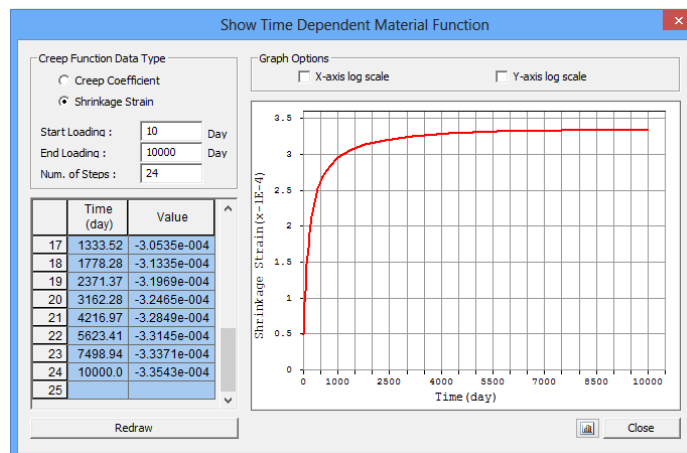 Show Time Dependent Material Function
Creep Function Data Type
Creep Coefficient
Shrinkage Strain
Start Loading : 10 Day
End Loading : 10000 Day
Num. of Steps : 24
Time (day) Value
17 1333.52 -3.0535e-004
18 1778.28 -3.1335e-004
19 2371.37 -3.1969e-004
20 3162.28 -3.2465e-004
21 4216.97 -3.2849e-004
22 5623.41 -3.3145e-004
23 7498.94 -3.3371e-004
24 10000.0 -3.3543e-004
25
Redraw
Graph Options
X-axis log scale
Y-axis log scale
3.5
3
2.5
2
1.5
1
0.5
0
Shrinkage Strain(x-1E-4)
0 1000 2500 4000 5500 7000 8500 10000
Time(day)
Close